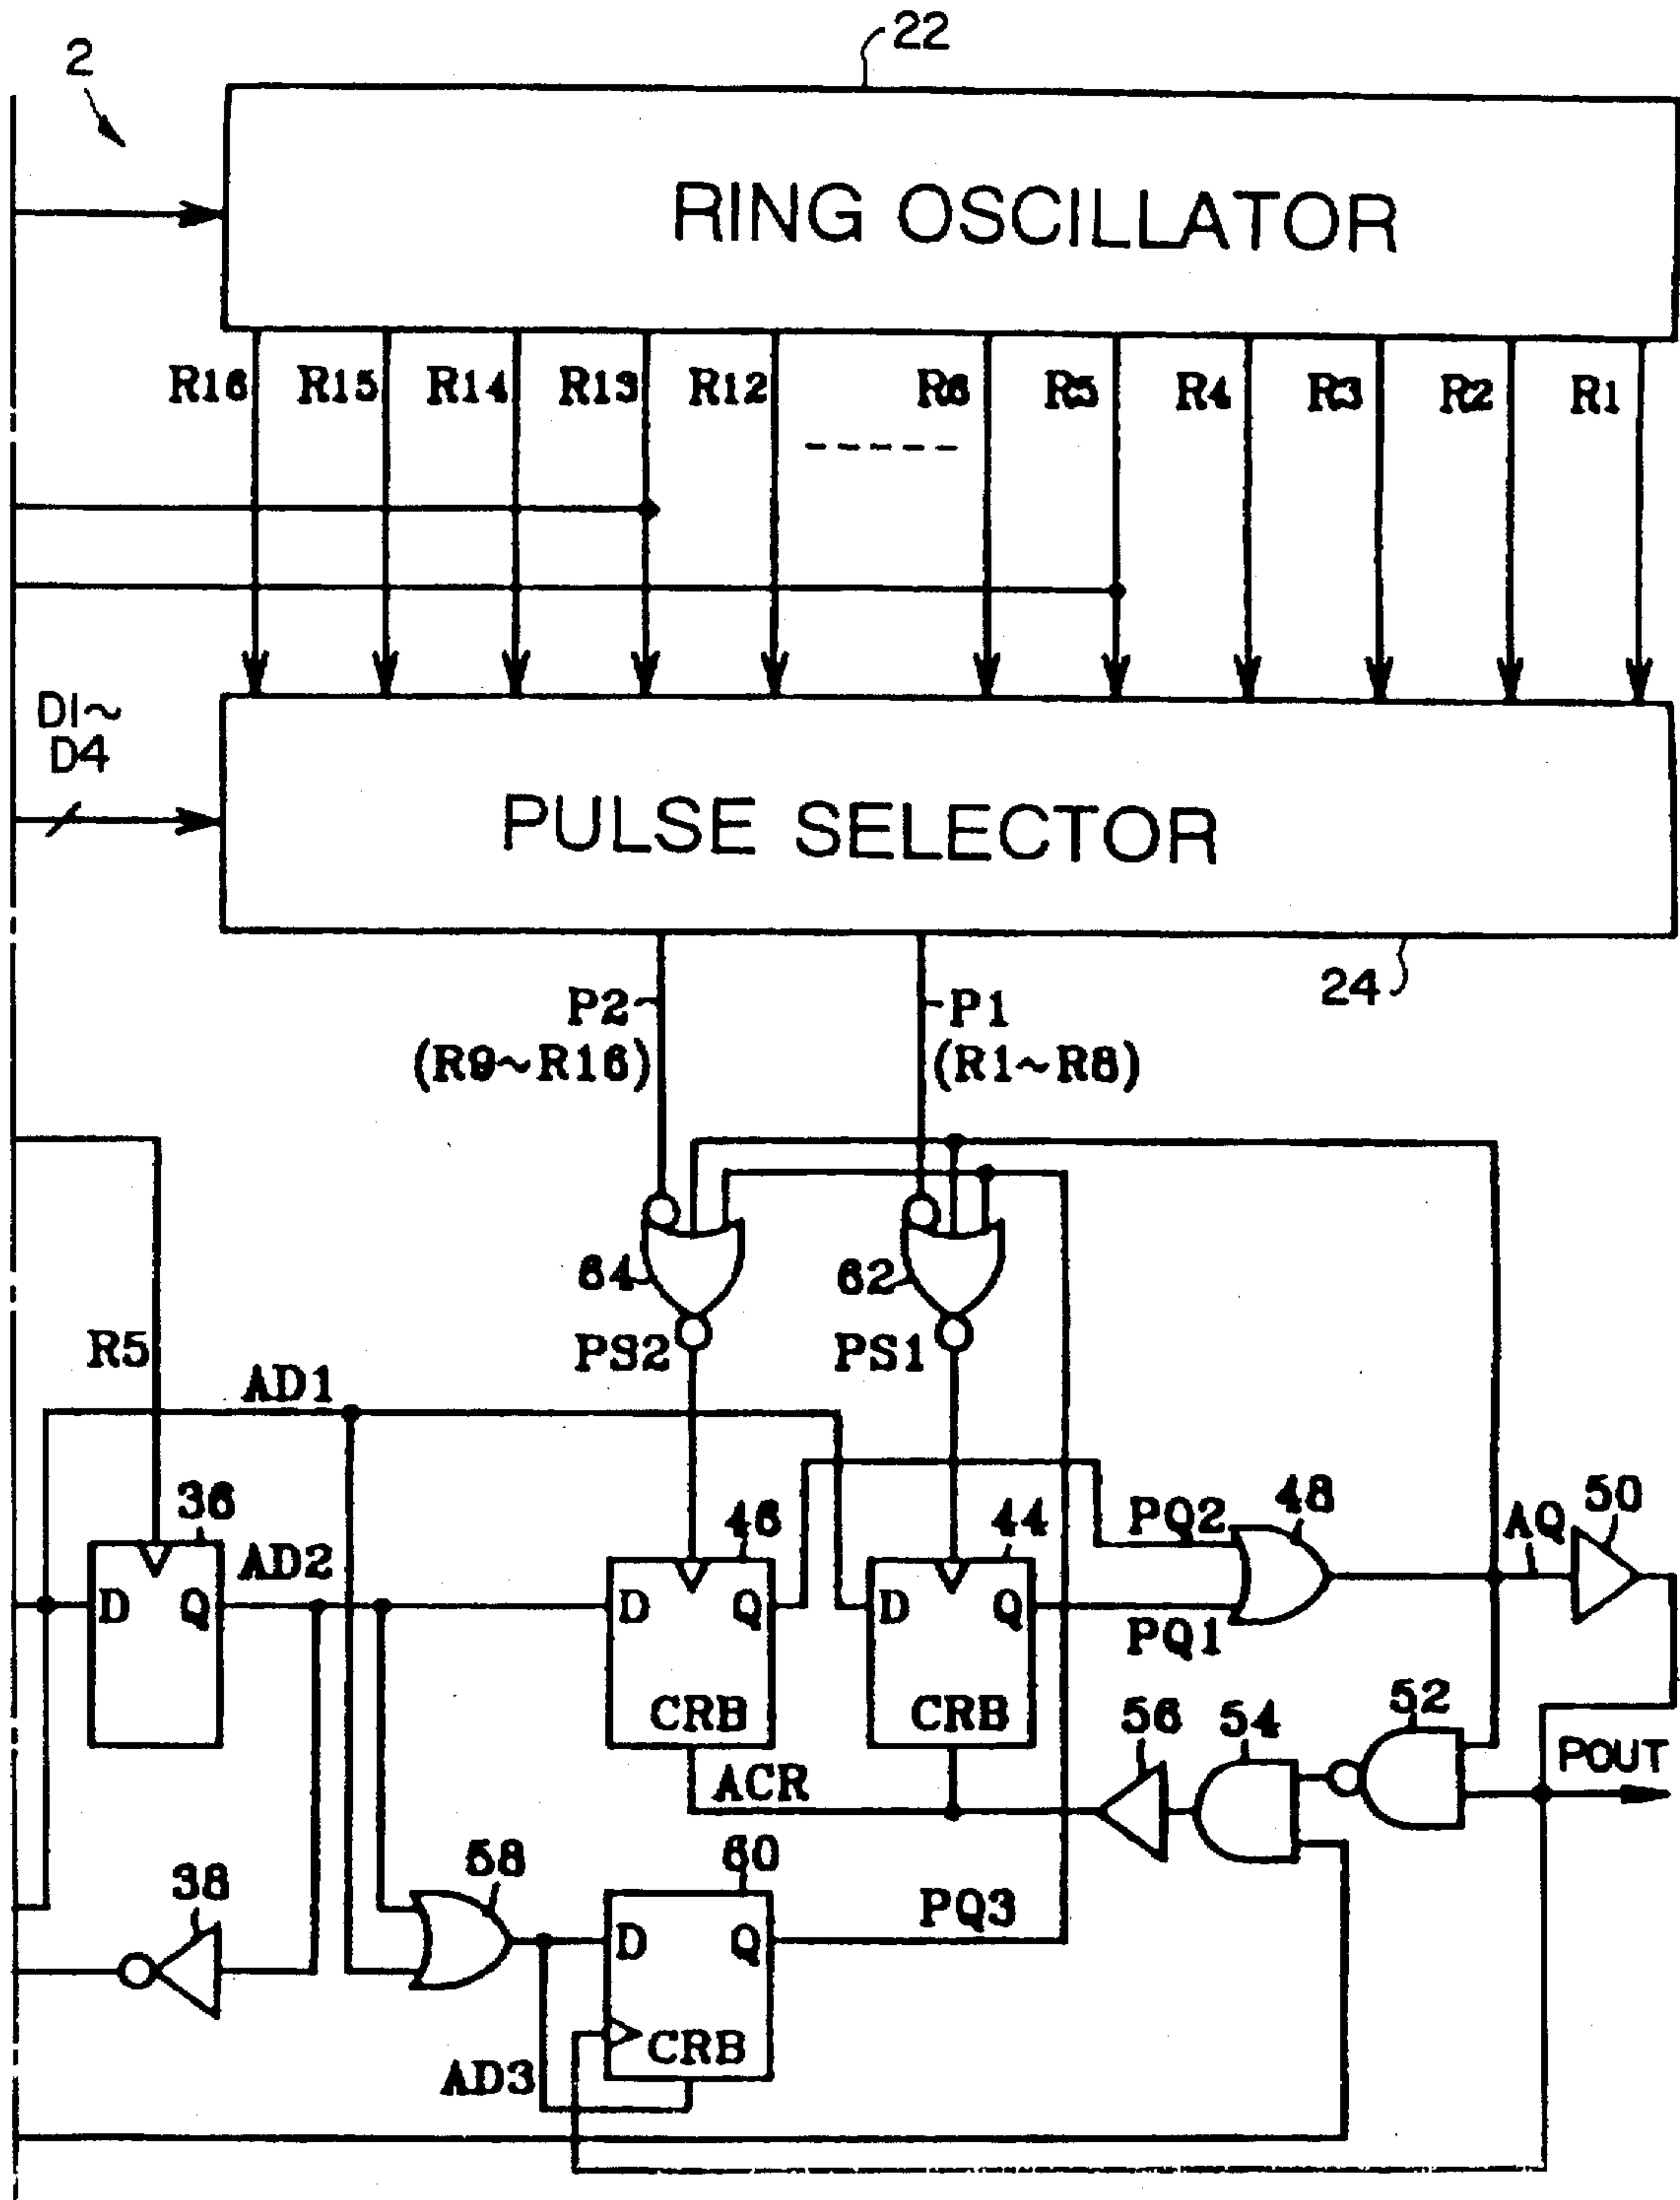 22
2
RING OSCILLATOR
R16 R15 R14 R13 R12 R6 R5 R4 R3 R2 R1
D1~
D4
PULSE SELECTOR
24
P2 P1
(R9~R16) (R1~R8)
64 62
PS2 PS1
R5
AD1
36 46 44 48 50
AD2 PQ2 AQ
D Q D Q D Q
PQ1
CRB CRB 56 54 52
ACR POUT
38 58 60
PQ3
D Q
CRB
AD3